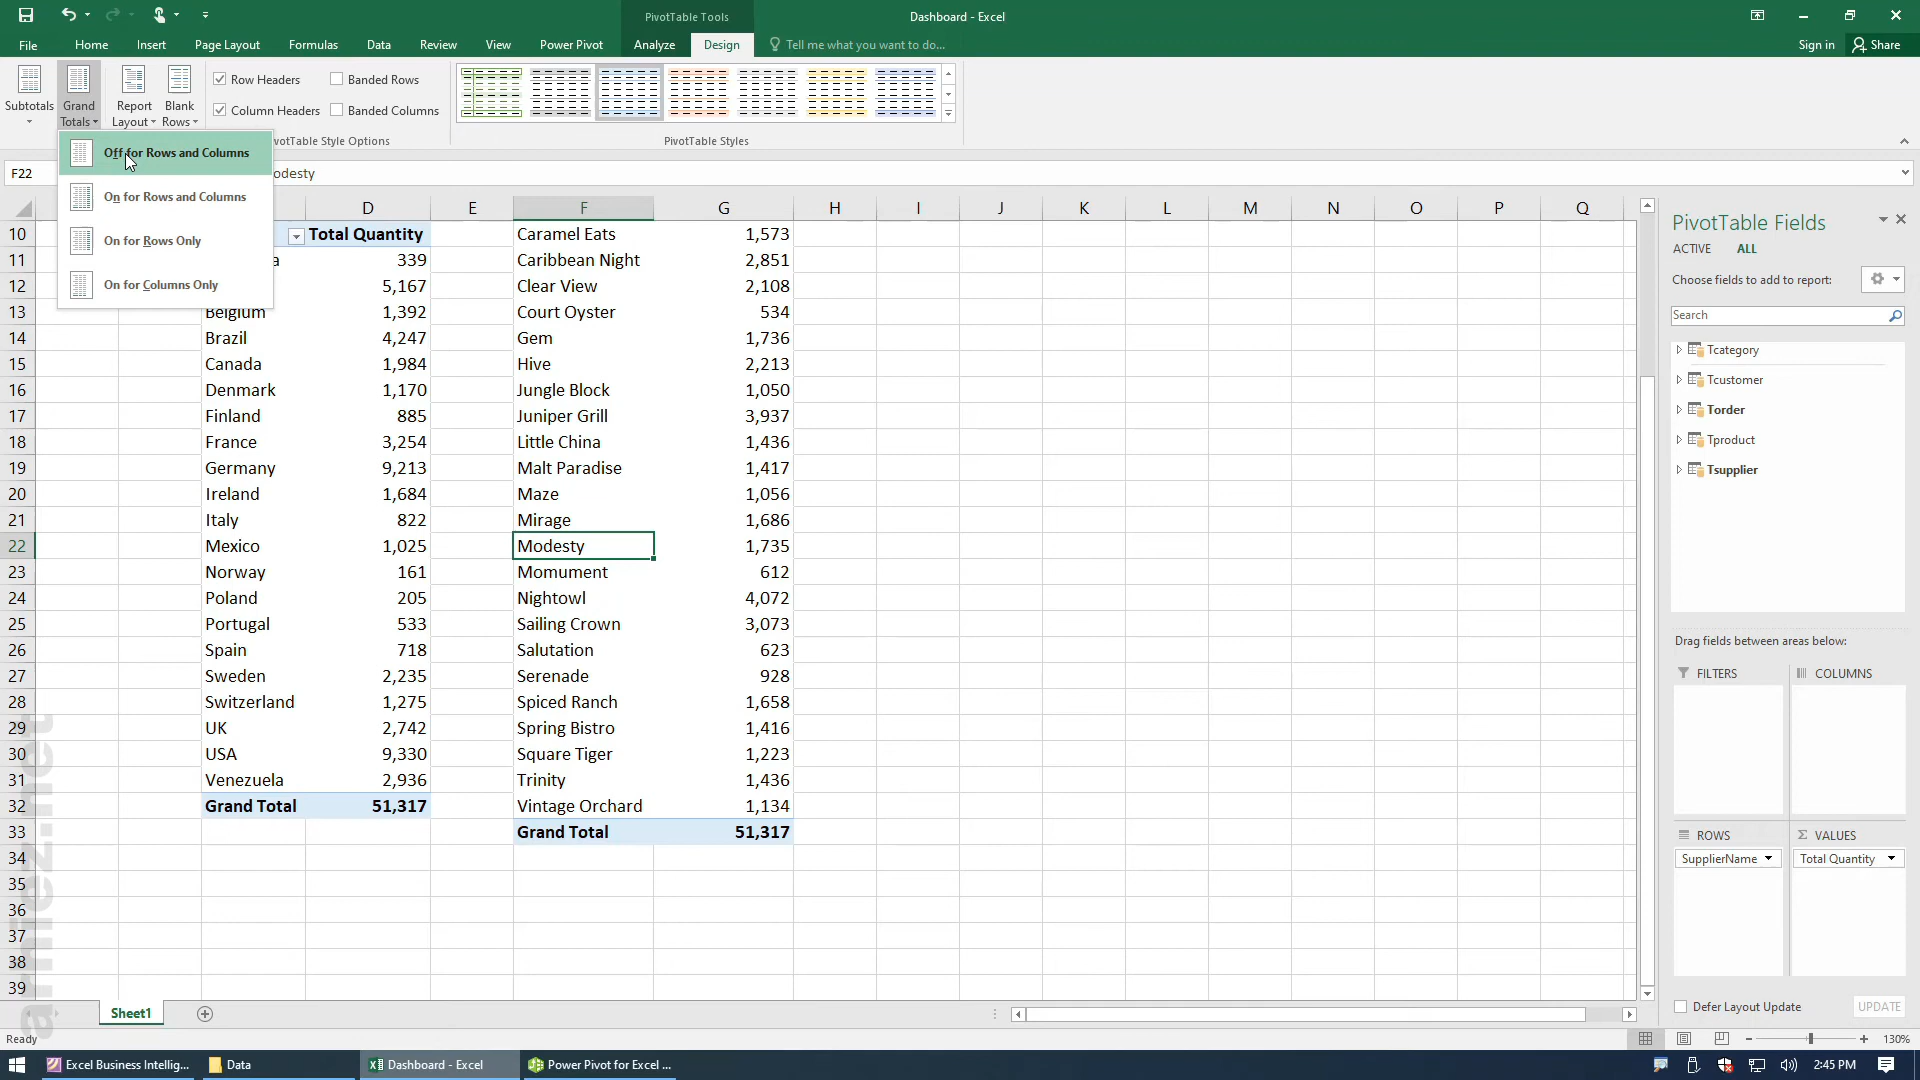 PivotTable Tools
Dashboard - Excel
File Home Insert Page Layout Formulas Data Review View Power Pivot Analyze Design Tell me what you want to do... Sign in Share
Subtotals
Grand Totals
Report Layout
Blank Rows
Row Headers
Banded Rows
Column Headers
Banded Columns
PivotTable Styles
Off for Rows and Columns
On for Rows and Columns
On for Rows Only
On for Columns Only
votTable Style Options
F22 odesty
D E F G H I J K L M N O P Q
10 Total Quantity Caramel Eats 1,573
11 a 339 Caribbean Night 2,851
12 5,167 Clear View 2,108
13 Belgium 1,392 Court Oyster 534
14 Brazil 4,247 Gem 1,736
15 Canada 1,984 Hive 2,213
16 Denmark 1,170 Jungle Block 1,050
17 Finland 885 Juniper Grill 3,937
18 France 3,254 Little China 1,436
19 Germany 9,213 Malt Paradise 1,417
20 Ireland 1,684 Maze 1,056
21 Italy 822 Mirage 1,686
22 Mexico 1,025 Modesty 1,735
23 Norway 161 Momument 612
24 Poland 205 Nightowl 4,072
25 Portugal 533 Sailing Crown 3,073
26 Spain 718 Salutation 623
27 Sweden 2,235 Serenade 928
28 Switzerland 1,275 Spiced Ranch 1,658
29 UK 2,742 Spring Bistro 1,416
30 USA 9,330 Square Tiger 1,223
31 Venezuela 2,936 Trinity 1,436
32 Grand Total 51,317 Vintage Orchard 1,134
33 Grand Total 51,317
34
35
36
37
38
39
PivotTable Fields
ACTIVE ALL
Choose fields to add to report:
Search
Tcategory
Tcustomer
Torder
Tproduct
Tsupplier
Drag fields between areas below:
FILTERS
COLUMNS
ROWS
SupplierName
VALUES
Total Quantity
Defer Layout Update UPDATE
Sheet1
Ready 130%
Excel Business Intellig...
Data
Dashboard - Excel
Power Pivot for Excel ...
2:45 PM